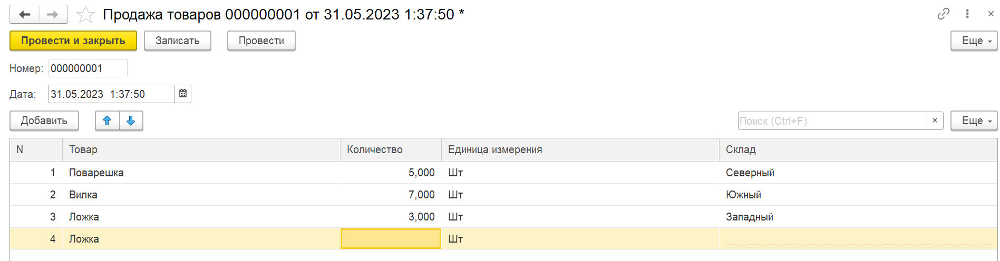 Продажа товаров 000000001 от 31.05.2023 1:37:50 *
Провести и закрыть Записать Провести Еще
Номер: 000000001
Дата: 31.05.2023 1:37:50
Добавить Поиск (Ctrl+F) × Еще
N Товар Количество Единица измерения Склад
1 Поварешка 5,000 Шт Северный
2 Вилка 7,000 Шт Южный
3 Ложка 3,000 Шт Западный
4 Ложка Шт